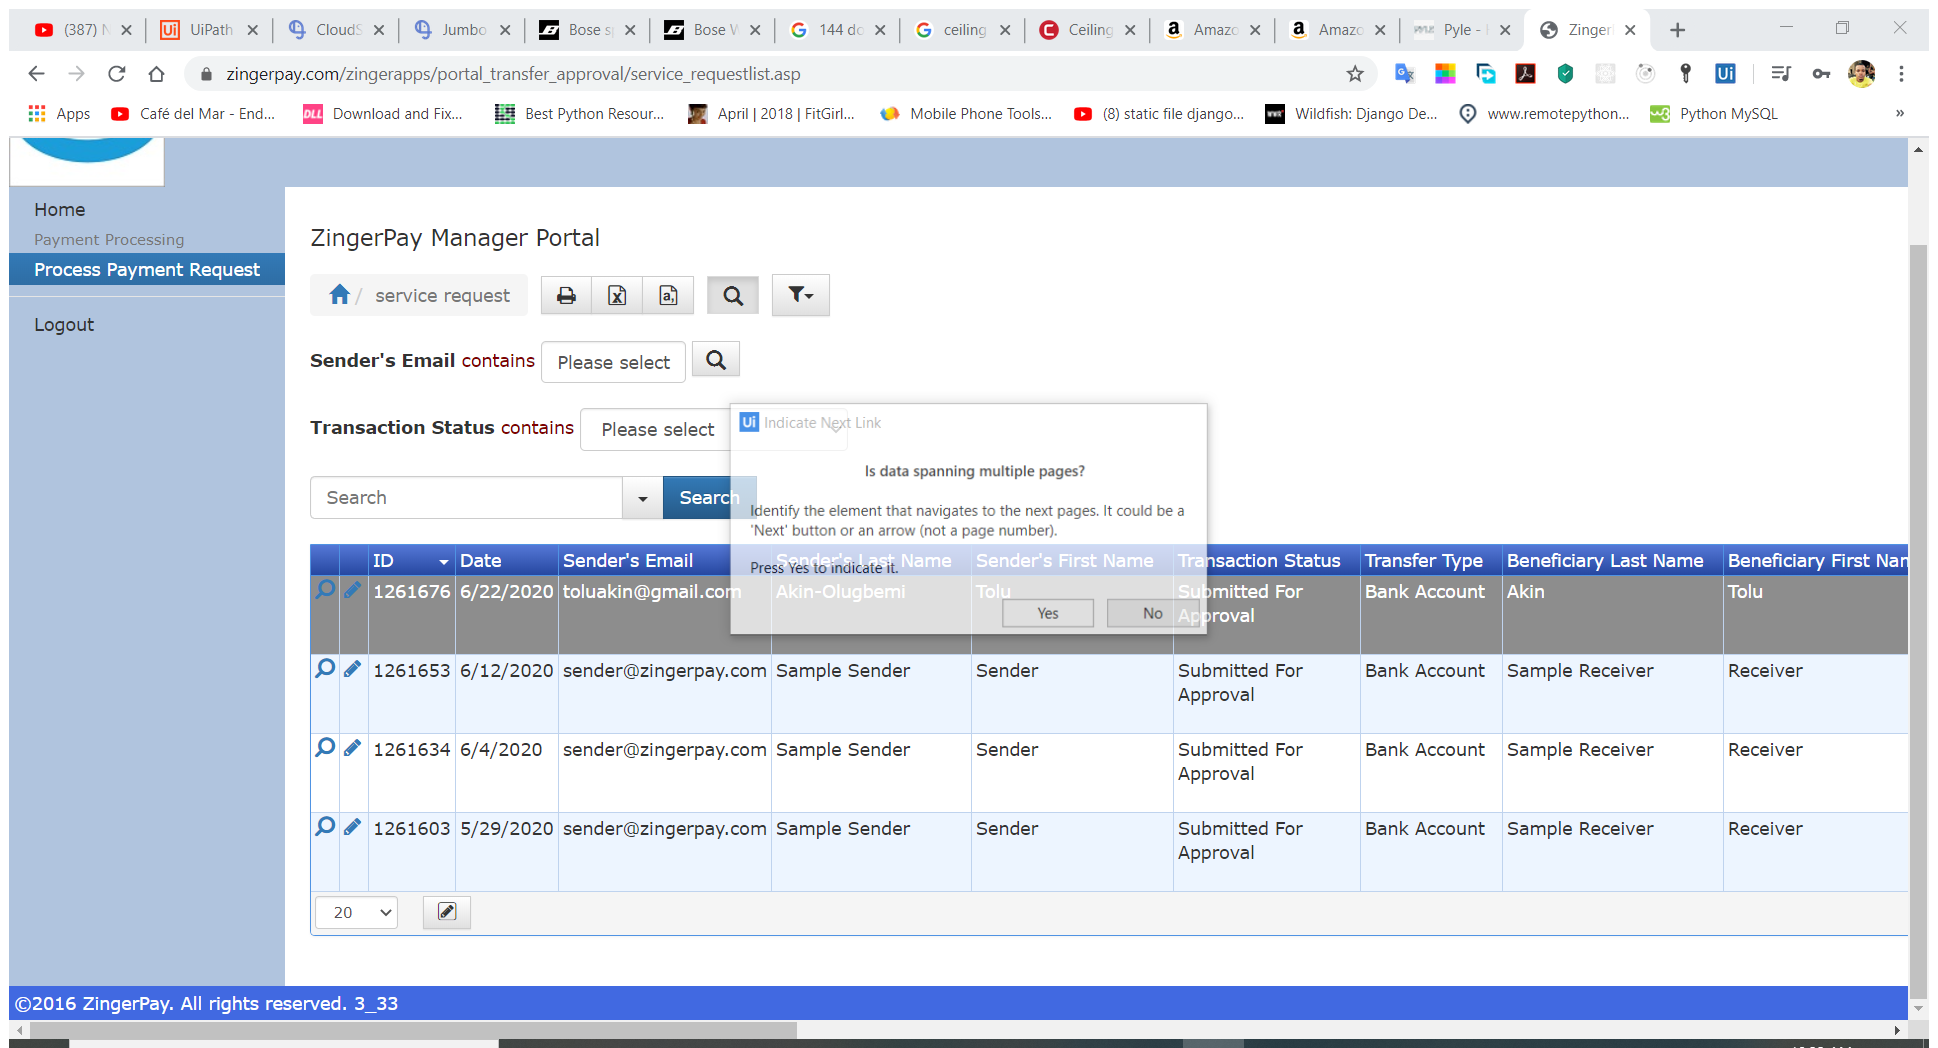 (387) N
UiPath
CloudS
Jumbo
Bose sp
Bose W
144 do
ceiling
Ceiling
Amazo
Amazo
Pyle -
Zinger
zingerpay.com/zingerapps/portal_transfer_approval/service_requestlist.asp
Apps
Café del Mar - End...
Download and Fix...
Best Python Resour...
April | 2018 | FitGirl...
Mobile Phone Tools...
(8) static file django...
Wildfish: Django De...
www.remotepython...
Python MySQL
»
Home
Payment Processing
Process Payment Request
Logout
ZingerPay Manager Portal
/ service request
Sender's Email contains Please select
Transaction Status contains Please select
Search
Search
Ui Indicate Next Link
Is data spanning multiple pages?
Identify the element that navigates to the next pages. It could be a
'Next' button or an arrow (not a page number).
Press Yes to indicate it.
Yes No
ID Date Sender's Email Sender's Last Name Sender's First Name Transaction Status Transfer Type Beneficiary Last Name Beneficiary First Nam
1261676 6/22/2020 toluakin@gmail.com Akin-Olugbemi Tolu Submitted For Bank Account Akin Tolu
Approval
1261653 6/12/2020 sender@zingerpay.com Sample Sender Sender Submitted For Bank Account Sample Receiver Receiver
Approval
1261634 6/4/2020 sender@zingerpay.com Sample Sender Sender Submitted For Bank Account Sample Receiver Receiver
Approval
1261603 5/29/2020 sender@zingerpay.com Sample Sender Sender Submitted For Bank Account Sample Receiver Receiver
Approval
20
©2016 ZingerPay. All rights reserved. 3_33